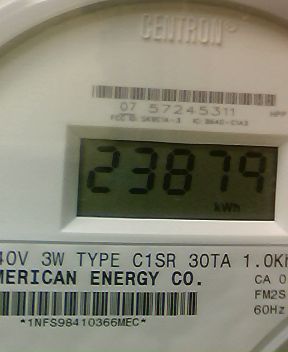 CENTRON®
07 57245311
23879
kWh
40V 3W TYPE C1SR 30TA 1.0Kh
MERICAN ENERGY CO.
CA 0
FM2S
60Hz
*1NFS98410366MEC*